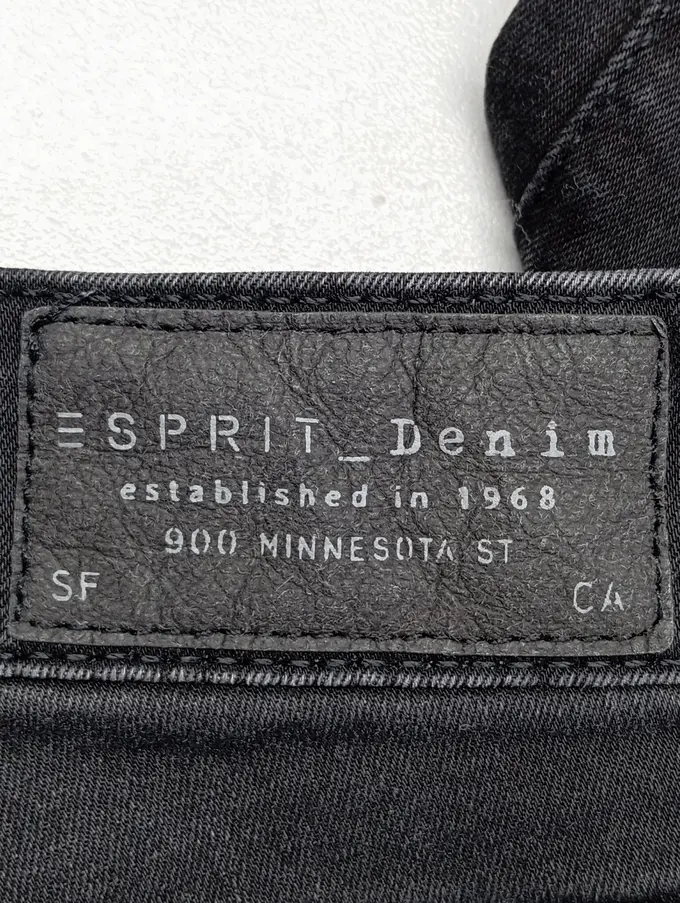 ESPRIT_Denim
established in 1968
900 MINNESOTA ST
SF CA